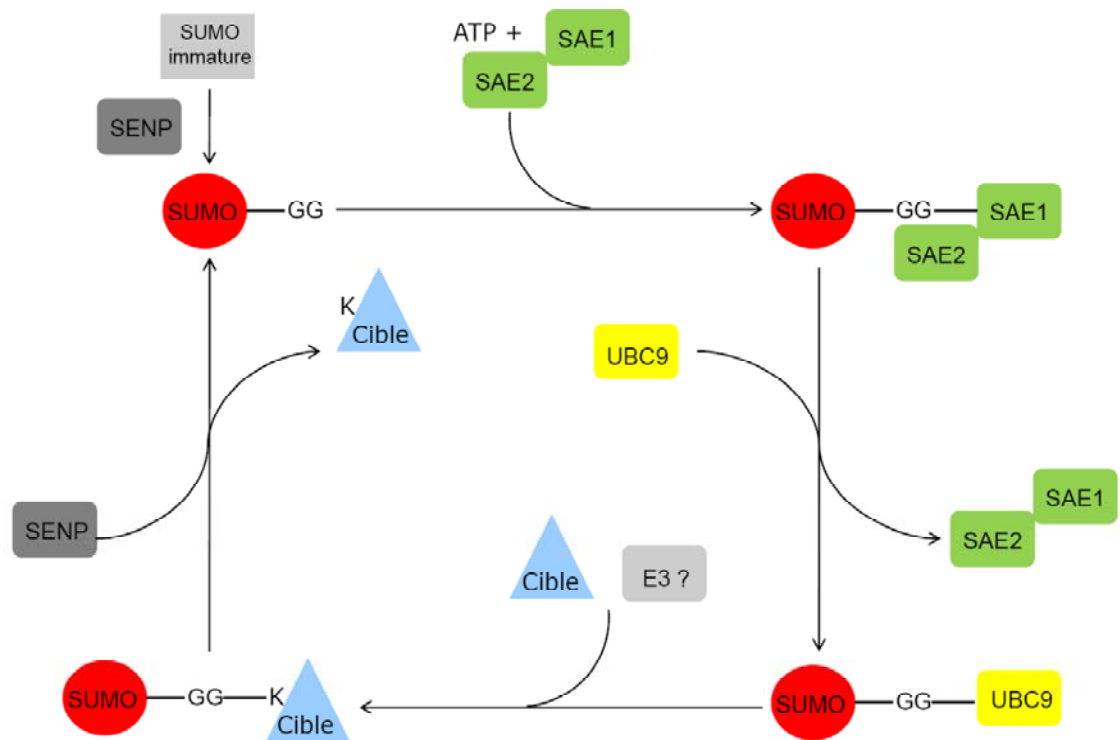 SUMO
immature
ATP +
SAE1
SAE2
SENP
SUMO
GG
SUMO
GG
SAE1
SAE2
K
Cible
UBC9
SENP
Cible
E3 ?
SAE1
SAE2
SUMO
GG
K
Cible
SUMO
GG
UBC9